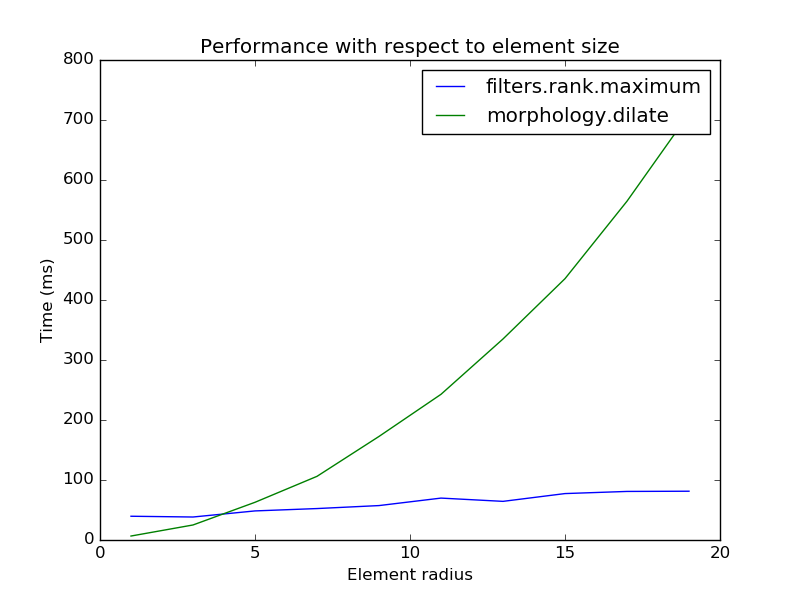 Performance with respect to element size
filters.rank.maximum
morphology.dilate
800
700
600
500
400
300
200
100
0
Time (ms)
0 5 10 15 20
Element radius